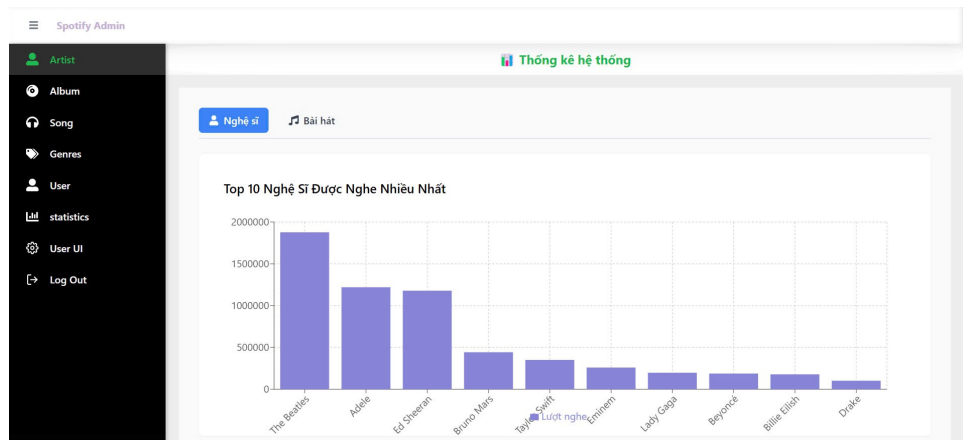 Spotify Admin
Artist
Album
Song
Genres
User
statistics
User UI
Log Out
Thống kê hệ thống
Nghệ sĩ
Bài hát
Top 10 Nghệ Sĩ Được Nghe Nhiều Nhất
2000000
1500000
1000000
500000
0
The Beatles
Adele
Ed Sheeran
Bruno Mars
Taylor Swift
Eminem
Lady Gaga
Beyoncé
Billie Eilish
Drake
Lượt nghe